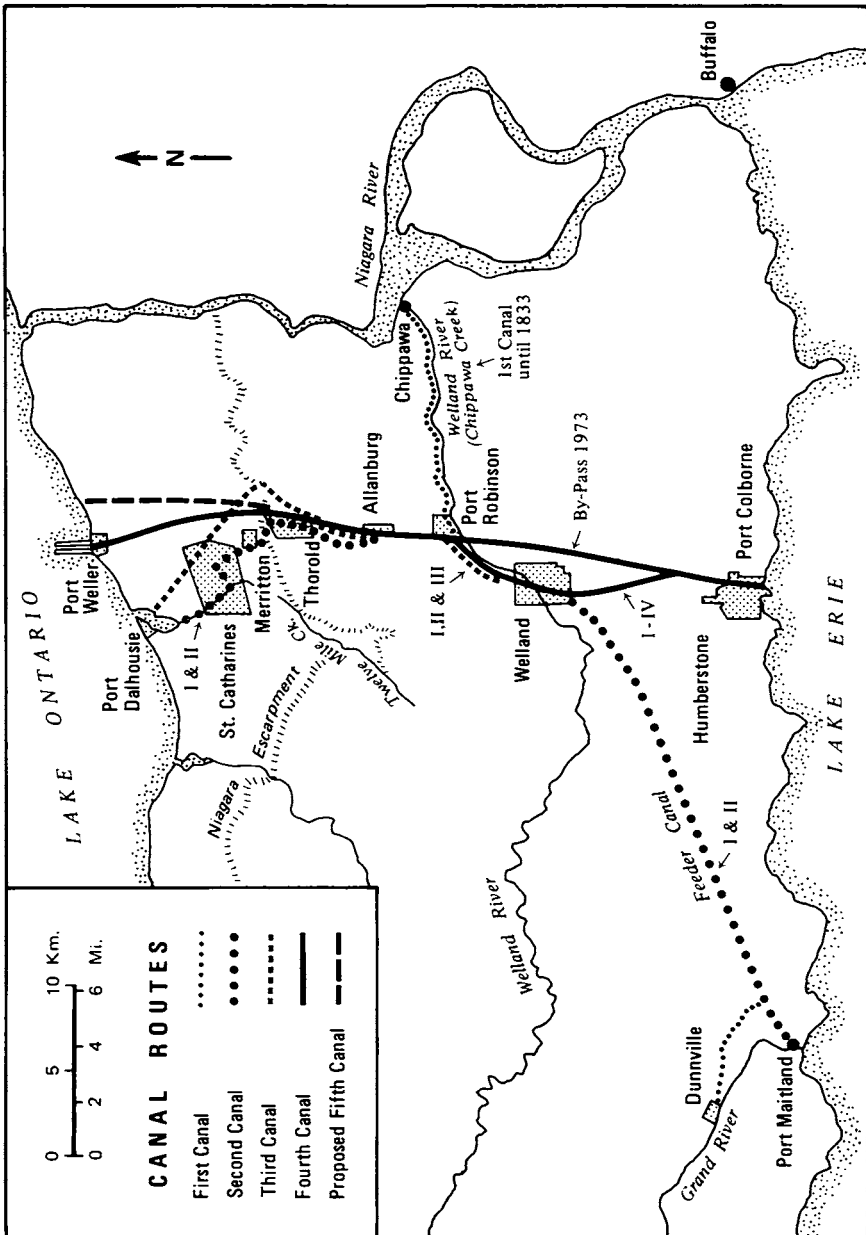 LAKE ONTARIO
Port
Weller
Port
Dalhousie
I & II
St. Catharines
Merritton
Thorold
Niagara
Escarpment
Twelve Mile Ck.
Allanburg
N
Niagara River
Chippawa
Welland River
(Chippawa Creek)
1st Canal
until 1833
Port
Robinson
I,II & III
By-Pass 1973
Welland
I - IV
Welland River
Feeder Canal
I & II
Humberstone
Port Colborne
Buffalo
Dunnville
Grand River
Port Maitland
LAKE ERIE
0 5 10 Km.
0 2 4 6 Mi.
CANAL ROUTES
First Canal
Second Canal
Third Canal
Fourth Canal
Proposed Fifth Canal